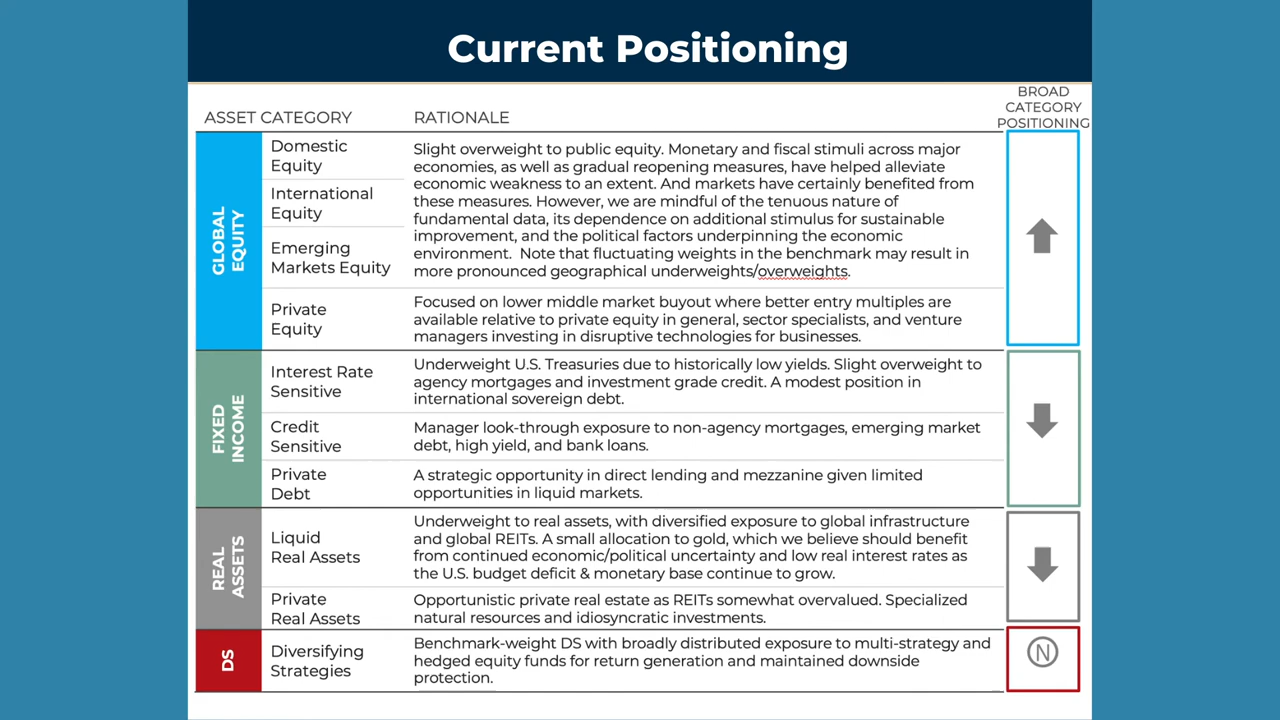 Current Positioning
ASSET CATEGORY
RATIONALE
BROAD
CATEGORY
POSITIONING
GLOBAL
EQUITY
Domestic
Equity
International
Equity
Emerging
Markets Equity
Slight overweight to public equity. Monetary and fiscal stimuli across major
economies, as well as gradual reopening measures, have helped alleviate
economic weakness to an extent. And markets have certainly benefited from
these measures. However, we are mindful of the tenuous nature of
fundamental data, its dependence on additional stimulus for sustainable
improvement, and the political factors underpinning the economic
environment.  Note that fluctuating weights in the benchmark may result in
more pronounced geographical underweights/overweights.
Private
Equity
Focused on lower middle market buyout where better entry multiples are
available relative to private equity in general, sector specialists, and venture
managers investing in disruptive technologies for businesses.
FIXED
INCOME
Interest Rate
Sensitive
Underweight U.S. Treasuries due to historically low yields. Slight overweight to
agency mortgages and investment grade credit. A modest position in
international sovereign debt.
Credit
Sensitive
Manager look-through exposure to non-agency mortgages, emerging market
debt, high yield, and bank loans.
Private
Debt
A strategic opportunity in direct lending and mezzanine given limited
opportunities in liquid markets.
REAL
ASSETS
Liquid
Real Assets
Underweight to real assets, with diversified exposure to global infrastructure
and global REITs. A small allocation to gold, which we believe should benefit
from continued economic/political uncertainty and low real interest rates as
the U.S. budget deficit & monetary base continue to grow.
Private
Real Assets
Opportunistic private real estate as REITs somewhat overvalued. Specialized
natural resources and idiosyncratic investments.
DS
Diversifying
Strategies
Benchmark-weight DS with broadly distributed exposure to multi-strategy and
hedged equity funds for return generation and maintained downside
protection.
N